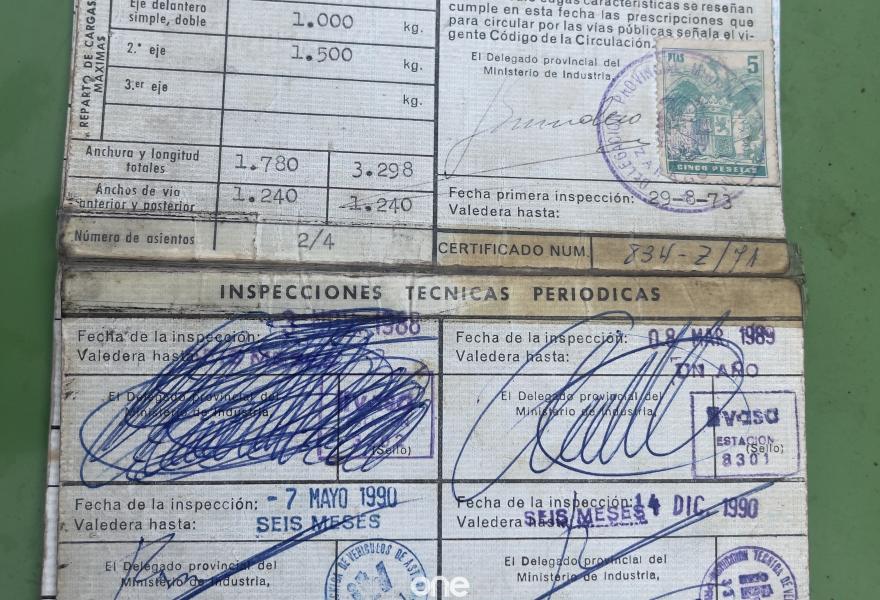 REPARTO DE CARGAS
MÁXIMAS
Eje delantero
simple, doble
1.000
kg.
2.º eje
1.500
kg.
3.er eje
kg.
Anchura y longitud
totales
1.780
3.298
Anchos de vía
anterior y posterior
1.240
1.240
Número de asientos
2/4
características se reseñan
cumple en esta fecha las prescripciones que
para circular por las vías públicas señala el vi-
gente Código de la Circulación.
El Delegado provincial del
Ministerio de Industria,
PTAS
5
CINCO PESETAS
DELEGACION PROVINCIAL
Fecha primera inspección: 29-8-73
Valedera hasta:
CERTIFICADO NUM. 834-Z/71
INSPECCIONES TECNICAS PERIODICAS
Fecha de la inspección: 1988
Valedera hasta
El Delegado provincial del
Ministerio de Industria,
(Sello)
Fecha de la inspección: 08 MAR 1989
Valedera hasta:
UN AÑO
El Delegado provincial del
Ministerio de Industria,
ESTACION
(Sello)
8301
Fecha de la inspección: - 7 MAYO 1990
Valedera hasta: SEIS MESES
El Delegado provincial del
Ministerio de Industria,
Fecha de la inspección: 14 DIC. 1990
Valedera hasta: SEIS MESES
El Delegado provincial del
Ministerio de Industria,
one